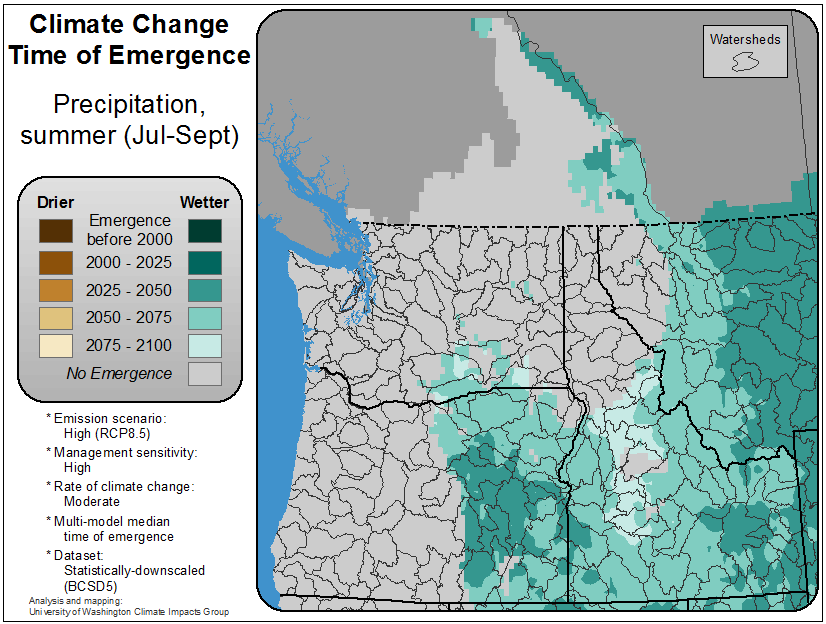 Climate Change
Time of Emergence
Precipitation,
summer (Jul-Sept)
Drier
Wetter
Emergence
before 2000
2000 - 2025
2025 - 2050
2050 - 2075
2075 - 2100
No Emergence
* Emission scenario:
High (RCP8.5)
* Management sensitivity:
High
* Rate of climate change:
Moderate
* Multi-model median
time of emergence
* Dataset:
Statistically-downscaled
(BCSD5)
Analysis and mapping:
University of Washington Climate Impacts Group
Watersheds